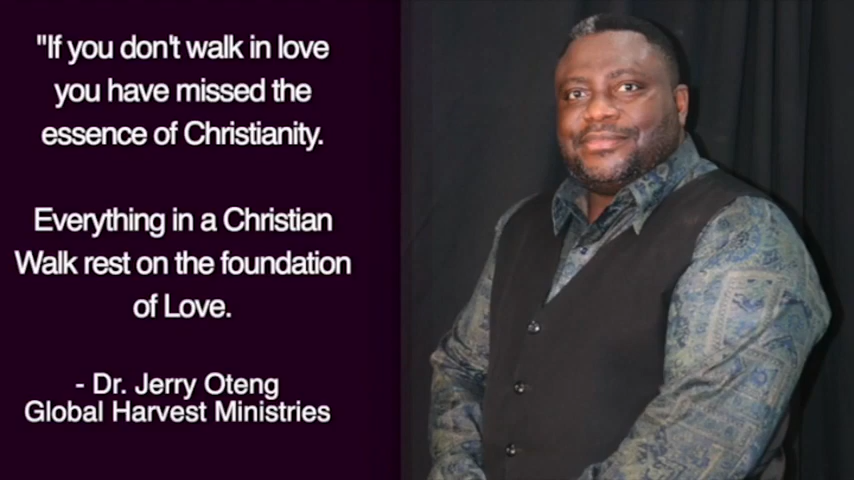 "If you don't walk in love
you have missed the
essence of Christianity.
Everything in a Christian
Walk rest on the foundation
of Love.
- Dr. Jerry Oteng
Global Harvest Ministries